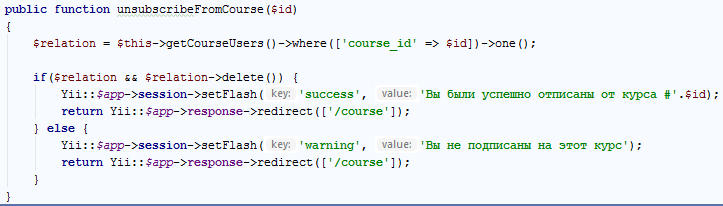 public function unsubscribeFromCourse($id)
{
    $relation = $this->getCourseUsers()->where(['course_id' => $id])->one();

    if($relation && $relation->delete()) {
        Yii::$app->session->setFlash( key: 'success', value: 'Вы были успешно отписаны от курса #'.$id);
        return Yii::$app->response->redirect(['/course']);
    } else {
        Yii::$app->session->setFlash( key: 'warning', value: 'Вы не подписаны на этот курс');
        return Yii::$app->response->redirect(['/course']);
    }
}